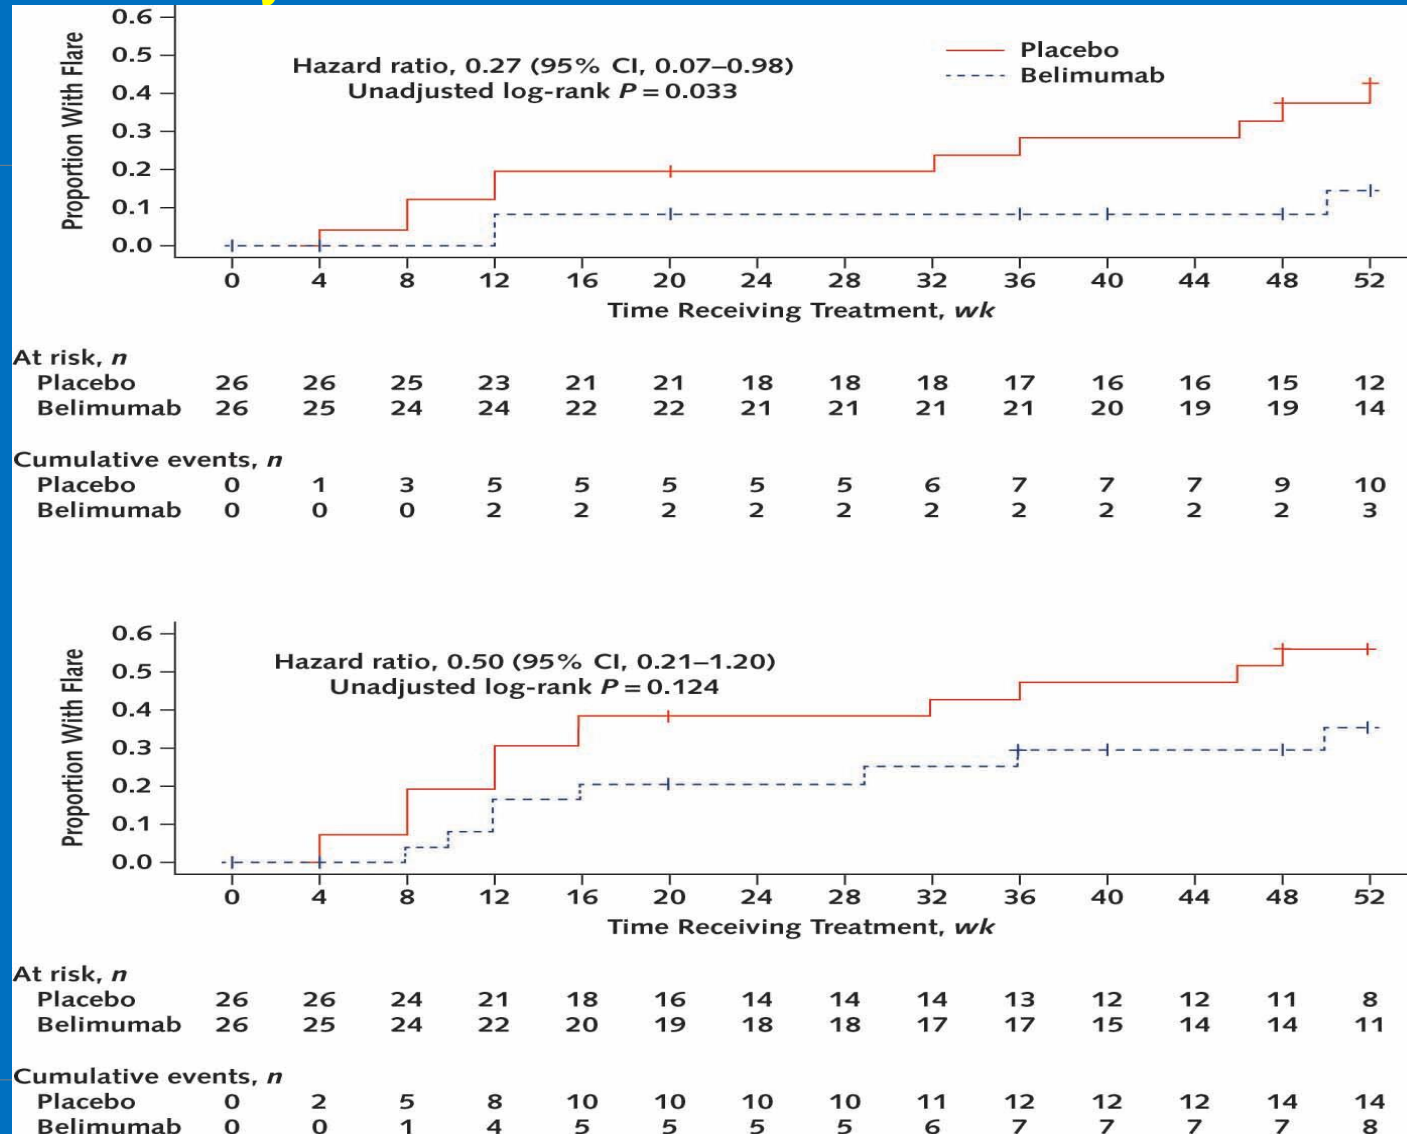 0.6
0.5
0.4
0.3
0.2
0.1
0.0
Proportion With Flare
Hazard ratio, 0.27 (95% CI, 0.07–0.98)
Unadjusted log-rank P = 0.033
Placebo
Belimumab
0 4 8 12 16 20 24 28 32 36 40 44 48 52
Time Receiving Treatment, wk
At risk, n
Placebo 26 26 25 23 21 21 18 18 18 17 16 16 15 12
Belimumab 26 25 24 24 22 22 21 21 21 21 20 19 19 14
Cumulative events, n
Placebo 0 1 3 5 5 5 5 5 6 7 7 7 9 10
Belimumab 0 0 0 2 2 2 2 2 2 2 2 2 2 3
0.6
0.5
0.4
0.3
0.2
0.1
0.0
Proportion With Flare
Hazard ratio, 0.50 (95% CI, 0.21–1.20)
Unadjusted log-rank P = 0.124
0 4 8 12 16 20 24 28 32 36 40 44 48 52
Time Receiving Treatment, wk
At risk, n
Placebo 26 26 24 21 18 16 14 14 14 13 12 12 11 8
Belimumab 26 25 24 22 20 19 18 18 17 17 15 14 14 11
Cumulative events, n
Placebo 0 2 5 8 10 10 10 10 11 12 12 12 14 14
Belimumab 0 0 1 4 5 5 5 5 6 7 7 7 7 8